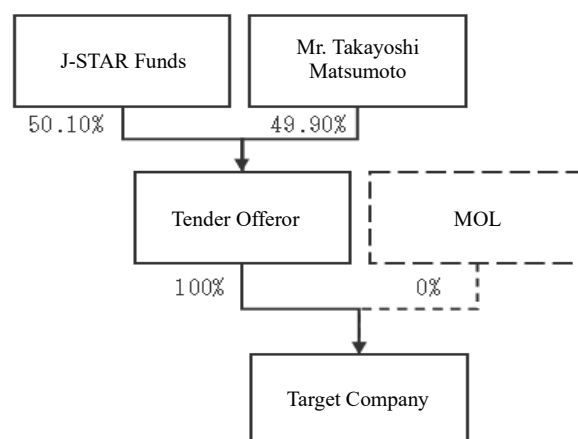 J-STAR Funds
Mr. Takayoshi
Matsumoto
50.10%
49.90%
Tender Offeror
MOL
100%
0%
Target Company